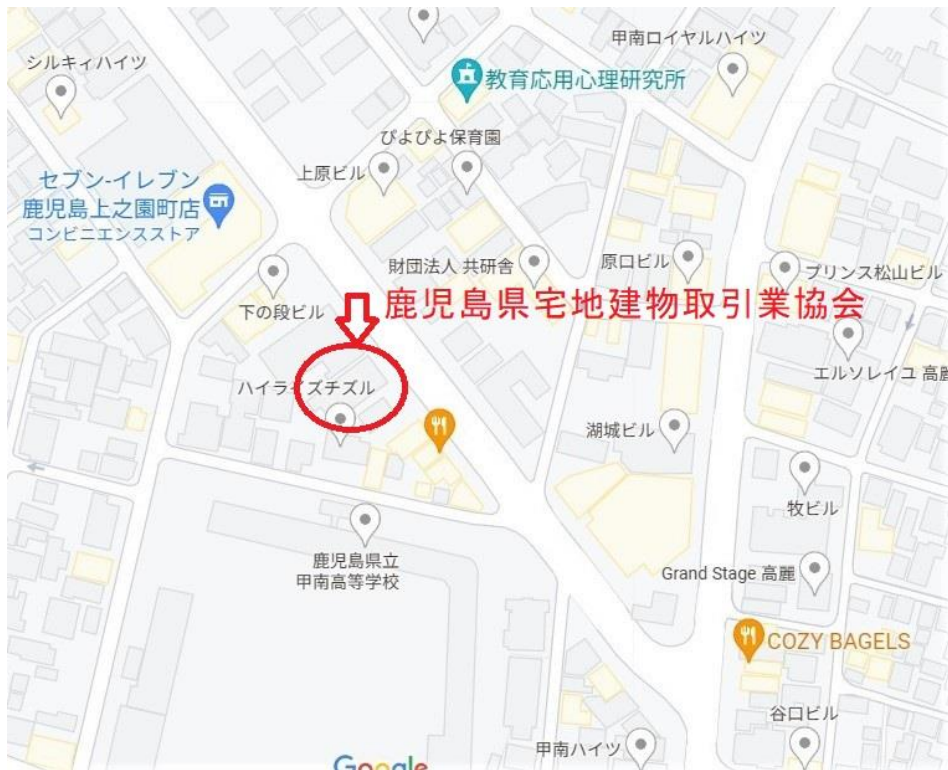 甲南ロイヤルハイツ
シルキィハイツ
教育応用心理研究所
ぴよぴよ保育園
上原ビル
セブン-イレブン
鹿児島上之園町店
コンビニエンスストア
財団法人 共研舎
原口ビル
プリンス松山ビル
下の段ビル
鹿児島県宅地建物取引業協会
エルソレイユ 高麗
ハイライズチズル
湖城ビル
牧ビル
鹿児島県立
甲南高等学校
Grand Stage 高麗
COZY BAGELS
谷口ビル
甲南ハイツ
Google